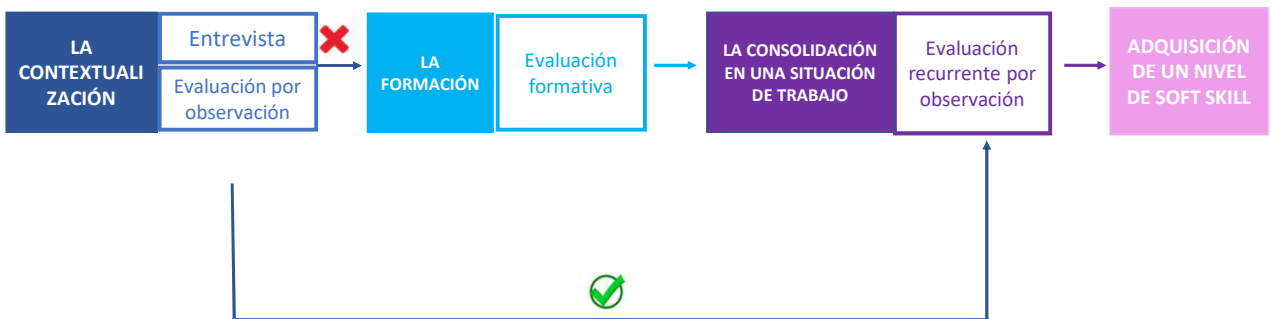 LA
CONTEXTUALI
ZACIÓN
Entrevista
Evaluación por
observación
LA
FORMACIÓN
Evaluación
formativa
LA CONSOLIDACIÓN
EN UNA SITUACIÓN
DE TRABAJO
Evaluación
recurrente por
observación
ADQUISICIÓN
DE UN NIVEL
DE SOFT SKILL